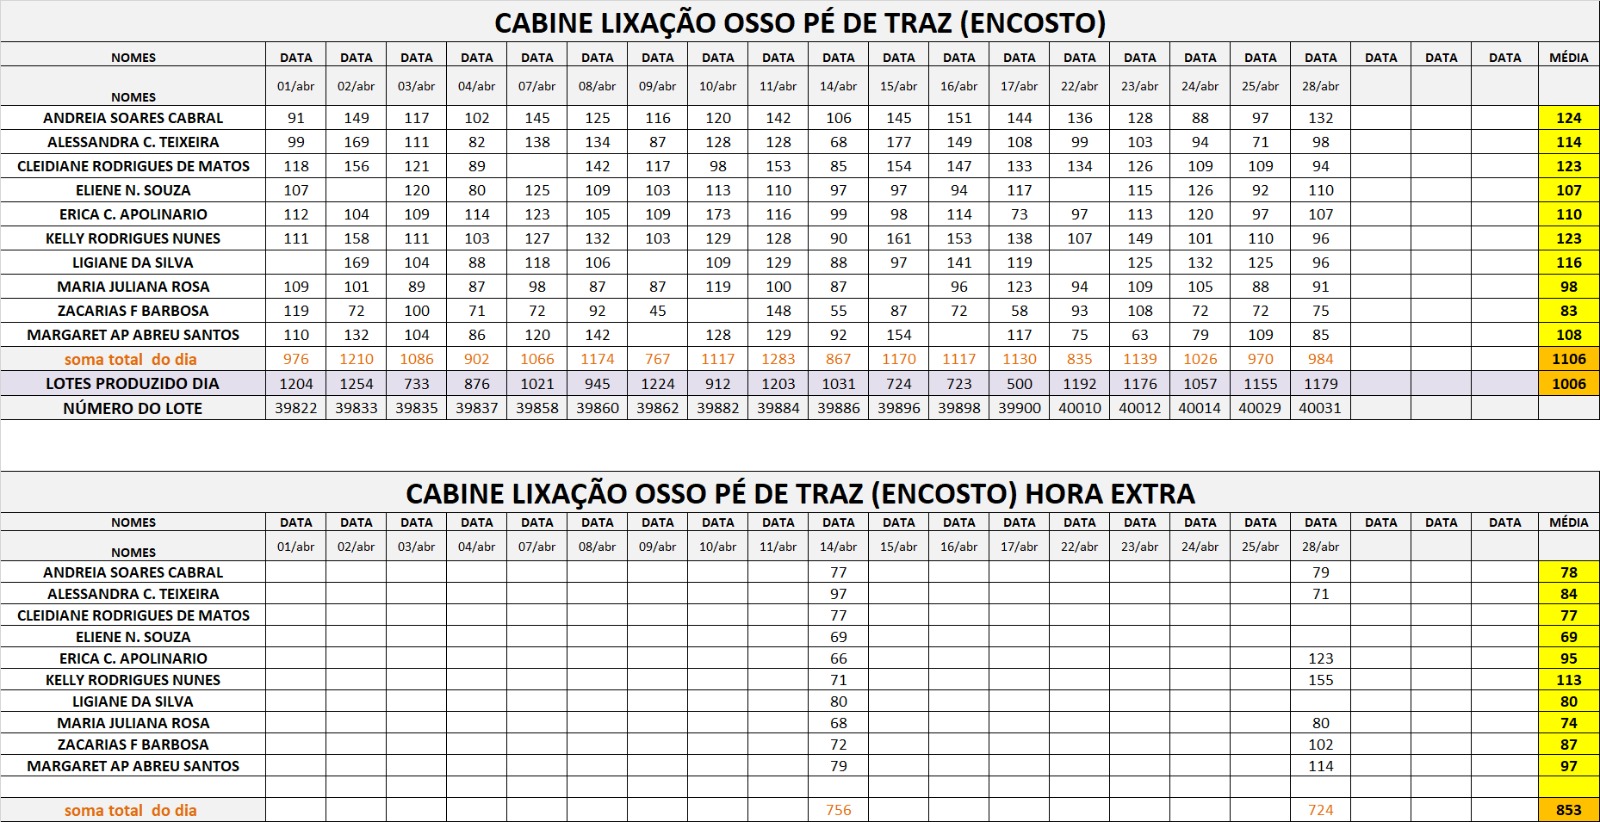 CABINE LIXAÇÃO OSSO PÉ DE TRAZ (ENCOSTO)
NOMES DATA DATA DATA DATA DATA DATA DATA DATA DATA DATA DATA DATA DATA DATA DATA DATA DATA DATA DATA DATA DATA MÉDIA
NOMES 01/abr 02/abr 03/abr 04/abr 07/abr 08/abr 09/abr 10/abr 11/abr 14/abr 15/abr 16/abr 17/abr 22/abr 23/abr 24/abr 25/abr 28/abr
ANDREIA SOARES CABRAL 91 149 117 102 145 125 116 120 142 106 145 151 144 136 128 88 97 132 124
ALESSANDRA C. TEIXEIRA 99 169 111 82 138 134 87 128 128 68 177 149 108 99 103 94 71 98 114
CLEIDIANE RODRIGUES DE MATOS 118 156 121 89 142 117 98 153 85 154 147 133 134 126 109 109 94 123
ELIENE N. SOUZA 107 120 80 125 109 103 113 110 97 97 94 117 115 126 92 110 107
ERICA C. APOLINARIO 112 104 109 114 123 105 109 173 116 99 98 114 73 97 113 120 97 107 110
KELLY RODRIGUES NUNES 111 158 111 103 127 132 103 129 128 90 161 153 138 107 149 101 110 96 123
LIGIANE DA SILVA 169 104 88 118 106 109 129 88 97 141 119 125 132 125 96 116
MARIA JULIANA ROSA 109 101 89 87 98 87 87 119 100 87 96 123 94 109 105 88 91 98
ZACARIAS F BARBOSA 119 72 100 71 72 92 45 148 55 87 72 58 93 108 72 72 75 83
MARGARET AP ABREU SANTOS 110 132 104 86 120 142 128 129 92 154 117 75 63 79 109 85 108
soma total do dia 976 1210 1086 902 1066 1174 767 1117 1283 867 1170 1117 1130 835 1139 1026 970 984 1106
LOTES PRODUZIDO DIA 1204 1254 733 876 1021 945 1224 912 1203 1031 724 723 500 1192 1176 1057 1155 1179 1006
NÚMERO DO LOTE 39822 39833 39835 39837 39858 39860 39862 39882 39884 39886 39896 39898 39900 40010 40012 40014 40029 40031
CABINE LIXAÇÃO OSSO PÉ DE TRAZ (ENCOSTO) HORA EXTRA
NOMES DATA DATA DATA DATA DATA DATA DATA DATA DATA DATA DATA DATA DATA DATA DATA DATA DATA DATA DATA DATA DATA MÉDIA
NOMES 01/abr 02/abr 03/abr 04/abr 07/abr 08/abr 09/abr 10/abr 11/abr 14/abr 15/abr 16/abr 17/abr 22/abr 23/abr 24/abr 25/abr 28/abr
ANDREIA SOARES CABRAL 77 79 78
ALESSANDRA C. TEIXEIRA 97 71 84
CLEIDIANE RODRIGUES DE MATOS 77 77
ELIENE N. SOUZA 69 69
ERICA C. APOLINARIO 66 123 95
KELLY RODRIGUES NUNES 71 155 113
LIGIANE DA SILVA 80 80
MARIA JULIANA ROSA 68 80 74
ZACARIAS F BARBOSA 72 102 87
MARGARET AP ABREU SANTOS 79 114 97
soma total do dia 756 724 853